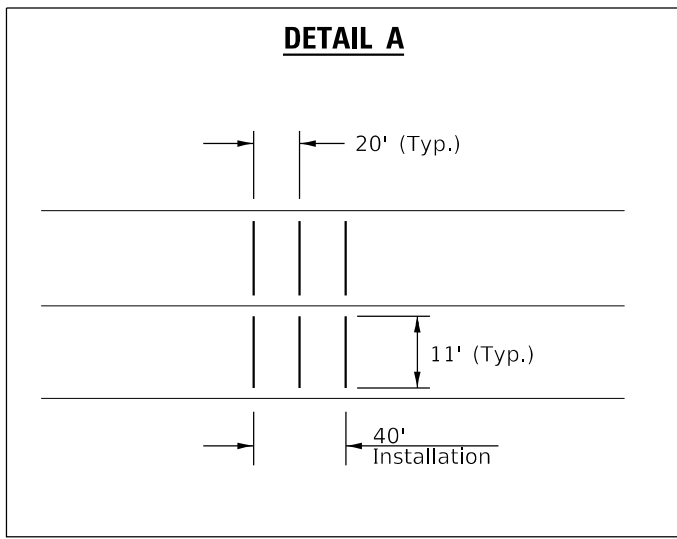 DETAIL A
20' (Typ.)
11' (Typ.)
40'
Installation